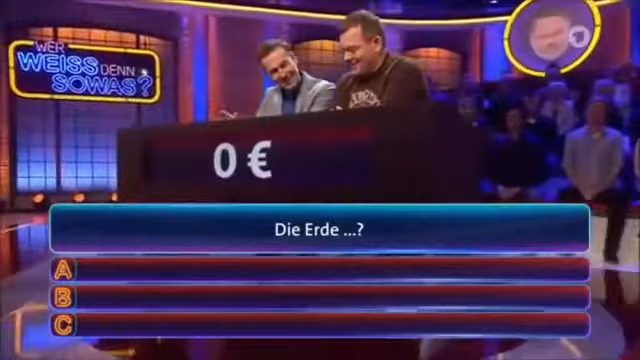 WER
WEISS DENN
SOWAS?
0 €
Die Erde ...?
A
B
C